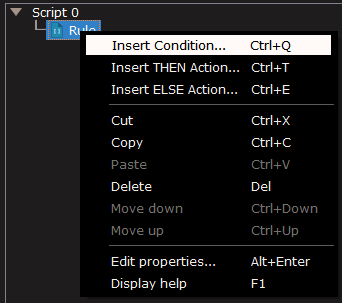 Script 0
Rule
Insert Condition... Ctrl+Q
Insert THEN Action... Ctrl+T
Insert ELSE Action... Ctrl+E
Cut Ctrl+X
Copy Ctrl+C
Paste Ctrl+V
Delete Del
Move down Ctrl+Down
Move up Ctrl+Up
Edit properties... Alt+Enter
Display help F1